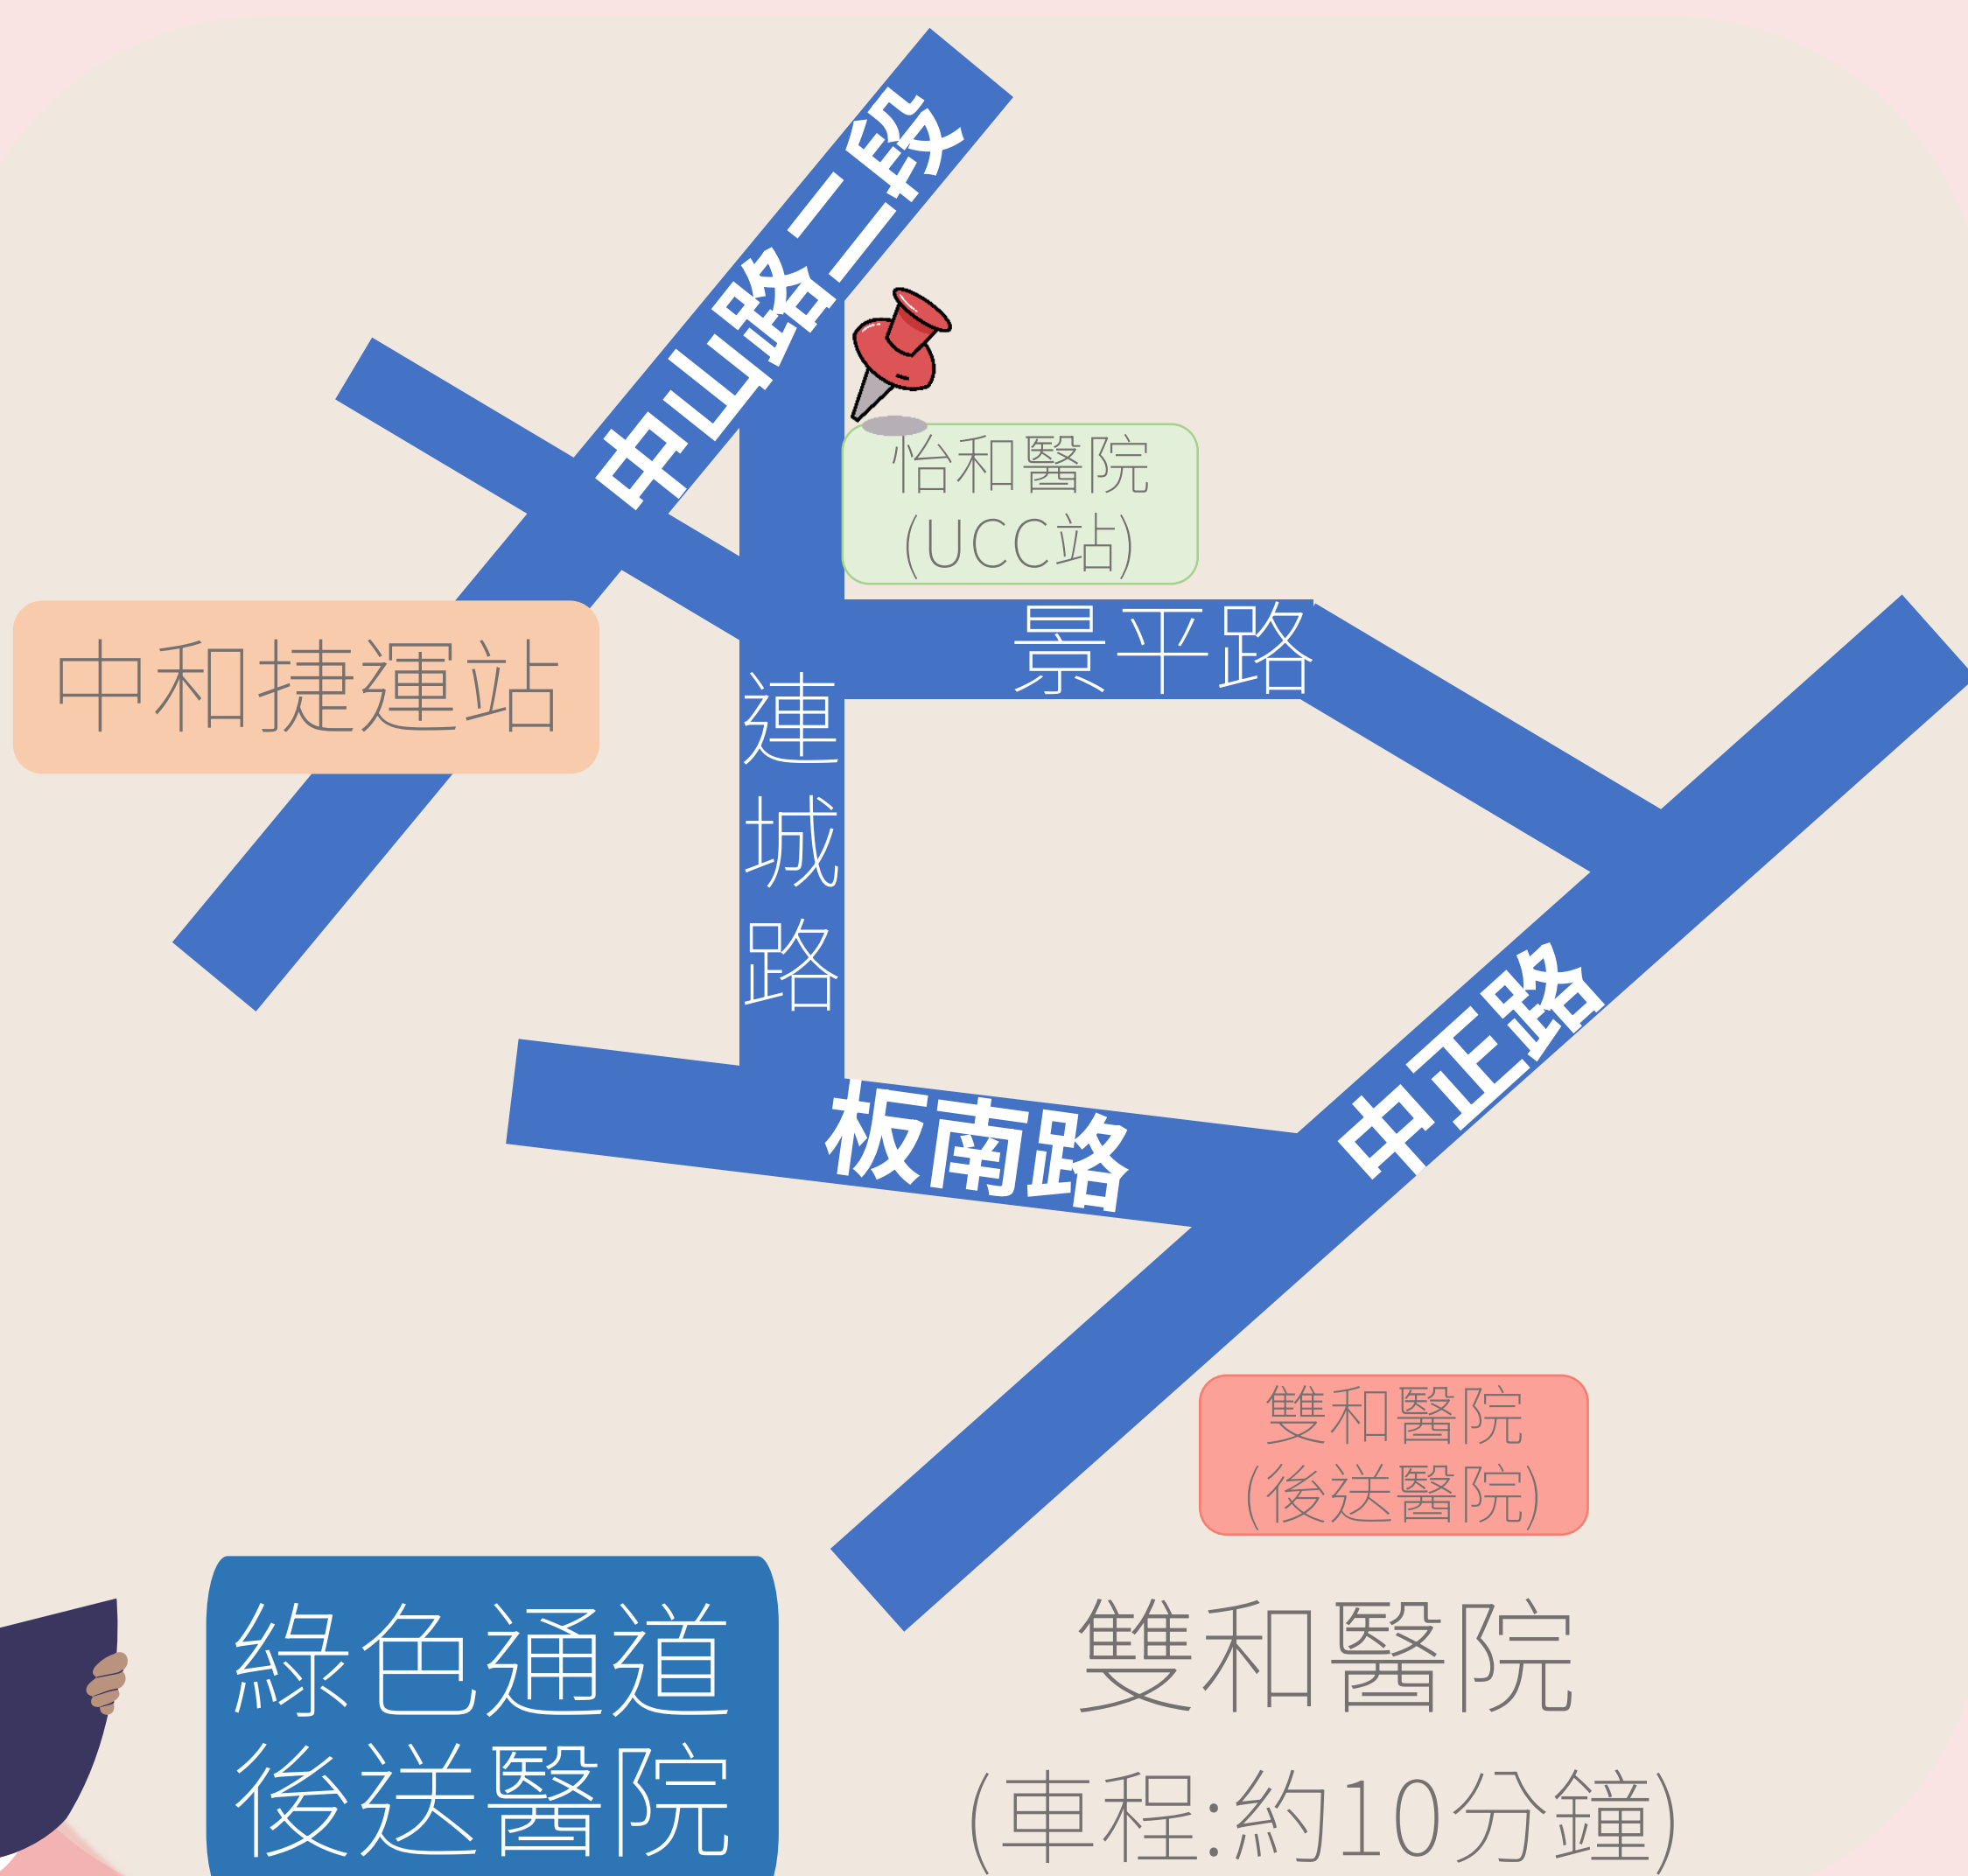 中山路二段
怡和醫院
(UCC站)
景平路
中和捷運站
連城路
中正路
板南路
雙和醫院
(後送醫院)
綠色通道
後送醫院
雙和醫院
(車程:約10分鐘)